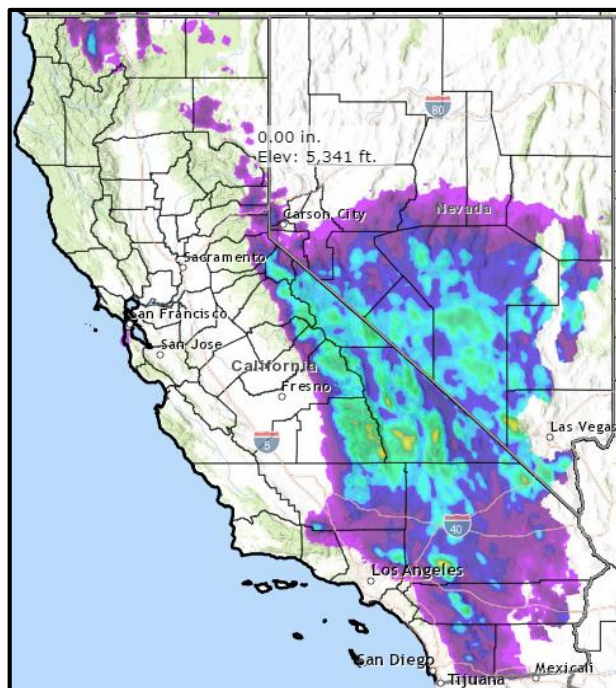 80
0.00 in.
Elev: 5,341 ft.
Carson City
Nevada
Sacramento
San Francisco
San Jose
California
Fresno
5
Las Vegas
40
Los Angeles
San Diego
Tijuana
Mexicali